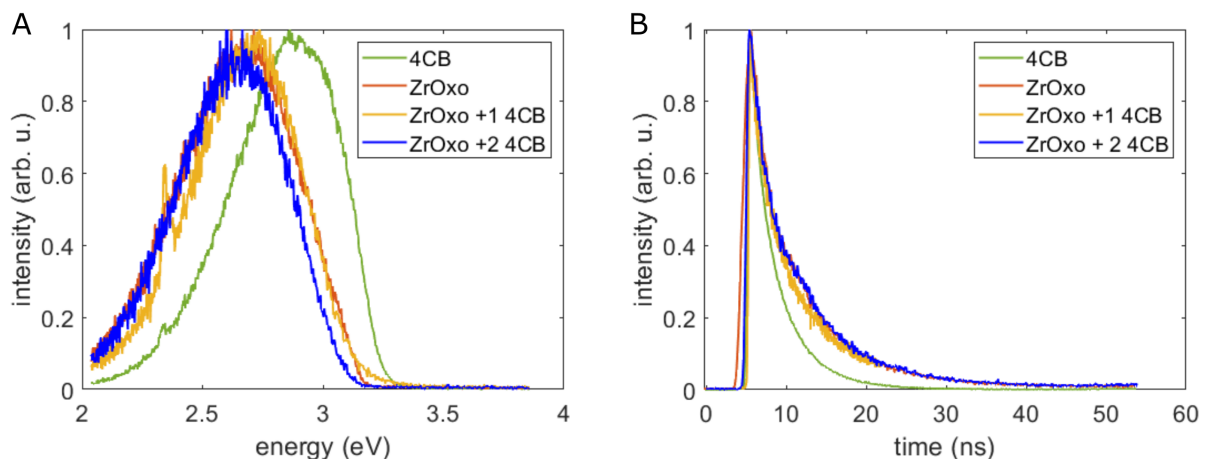 A
1
0.8
0.6
0.4
0.2
0
intensity (arb. u.)
2
2.5
3
3.5
4
energy (eV)
4CB
ZrOxo
ZrOxo +1 4CB
ZrOxo +2 4CB
B
1
0.8
0.6
0.4
0.2
0
intensity (arb. u.)
0
10
20
30
40
50
60
time (ns)
4CB
ZrOxo
ZrOxo +1 4CB
ZrOxo + 2 4CB